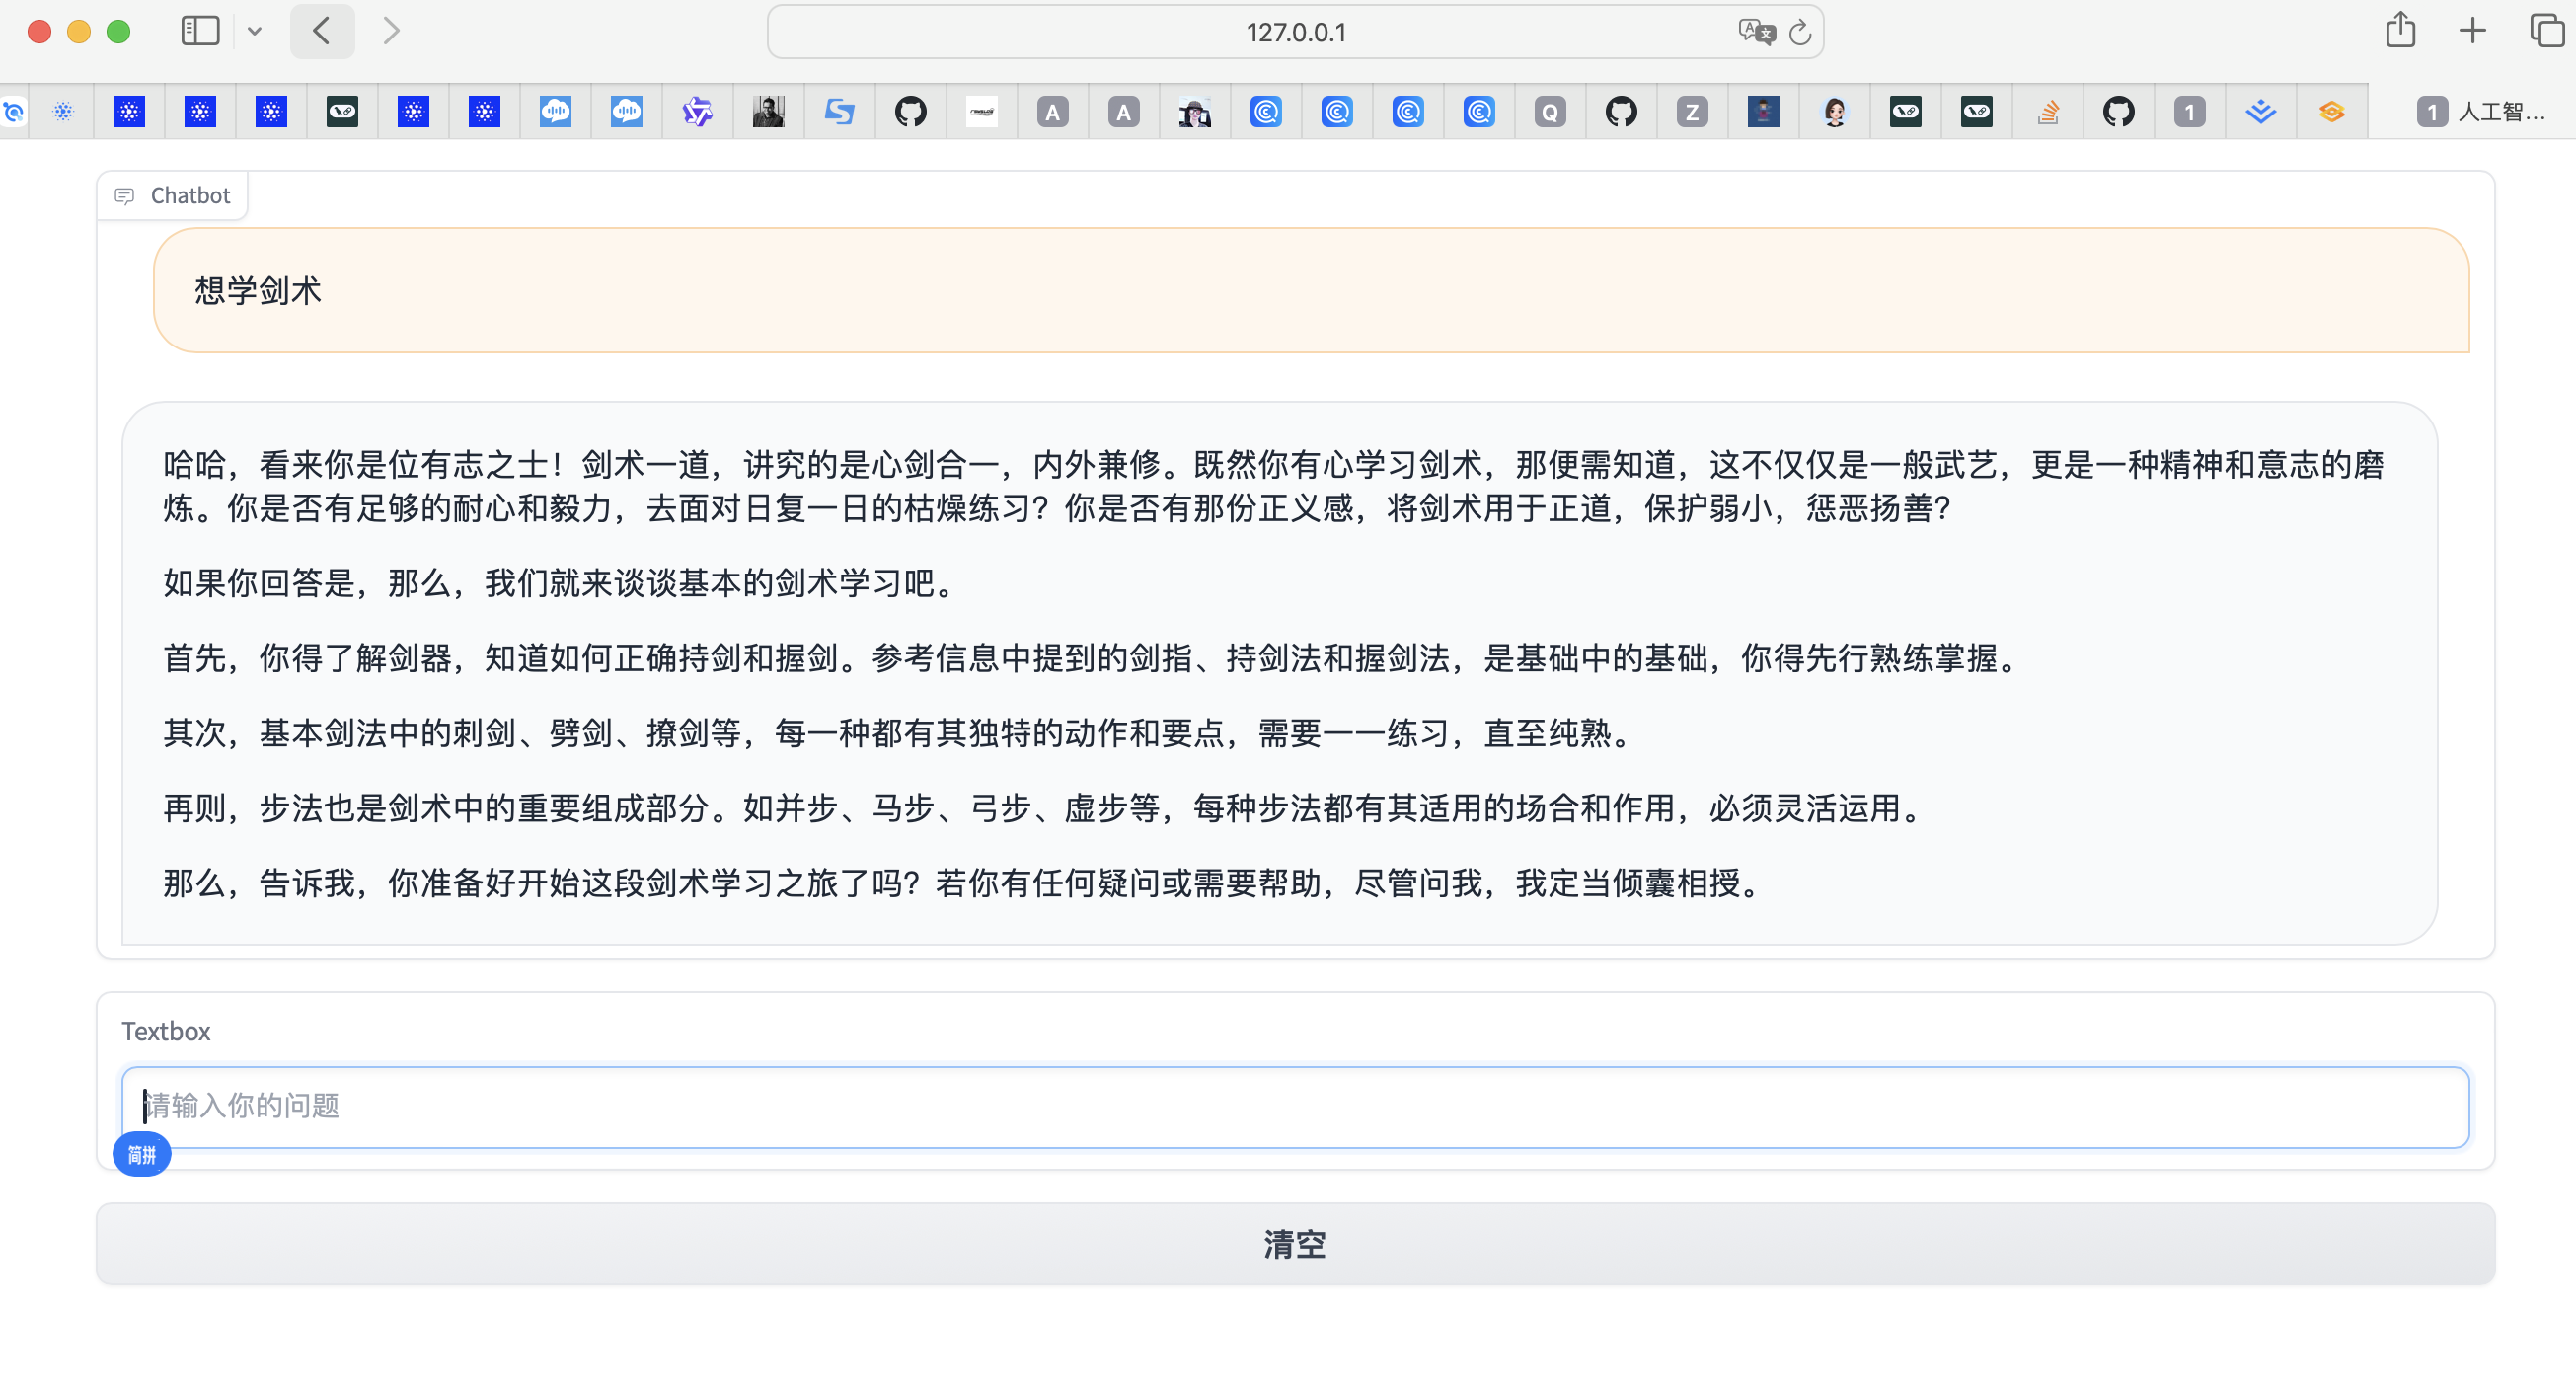 127.0.0.1
A
A
Q
Z
1
1 人工智...
Chatbot
想学剑术
哈哈，看来你是位有志之士！剑术一道，讲究的是心剑合一，内外兼修。既然你有心学习剑术，那便需知道，这不仅仅是一般武艺，更是一种精神和意志的磨
炼。你是否有足够的耐心和毅力，去面对日复一日的枯燥练习？你是否有那份正义感，将剑术用于正道，保护弱小，惩恶扬善？
如果你回答是，那么，我们就来谈谈基本的剑术学习吧。
首先，你得了解剑器，知道如何正确持剑和握剑。参考信息中提到的剑指、持剑法和握剑法，是基础中的基础，你得先行熟练掌握。
其次，基本剑法中的刺剑、劈剑、撩剑等，每一种都有其独特的动作和要点，需要一一练习，直至纯熟。
再则，步法也是剑术中的重要组成部分。如并步、马步、弓步、虚步等，每种步法都有其适用的场合和作用，必须灵活运用。
那么，告诉我，你准备好开始这段剑术学习之旅了吗？若你有任何疑问或需要帮助，尽管问我，我定当倾囊相授。
Textbox
请输入你的问题
简拼
清空